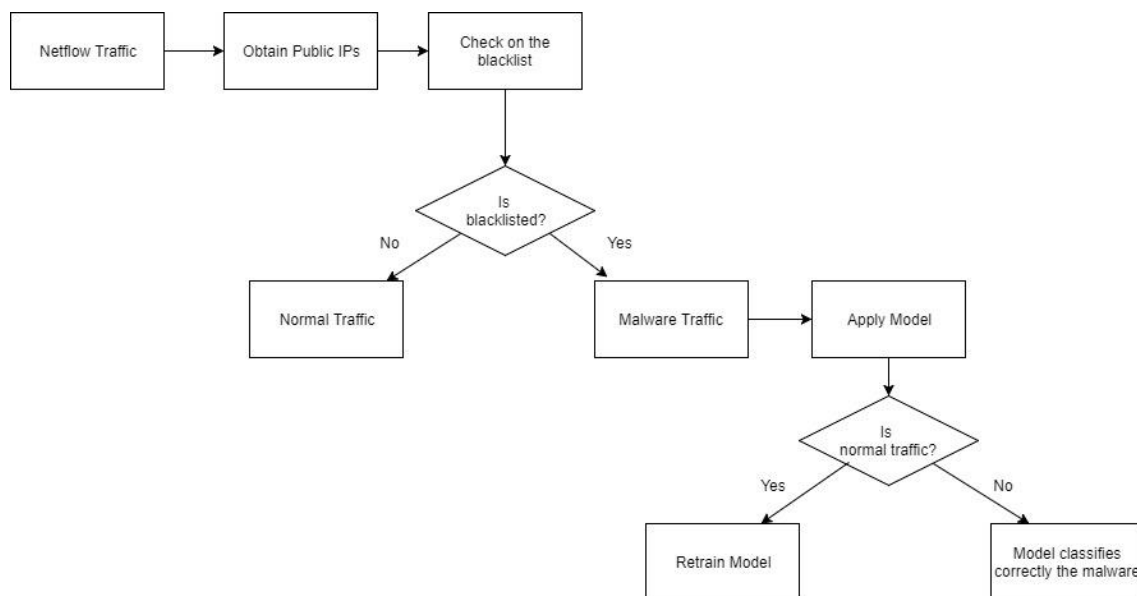 Netflow Traffic
Obtain Public IPs
Check on the
blacklist
Is
blacklisted?
No
Yes
Normal Traffic
Malware Traffic
Apply Model
Is
normal traffic?
Yes
No
Retrain Model
Model classifies
correctly the malware